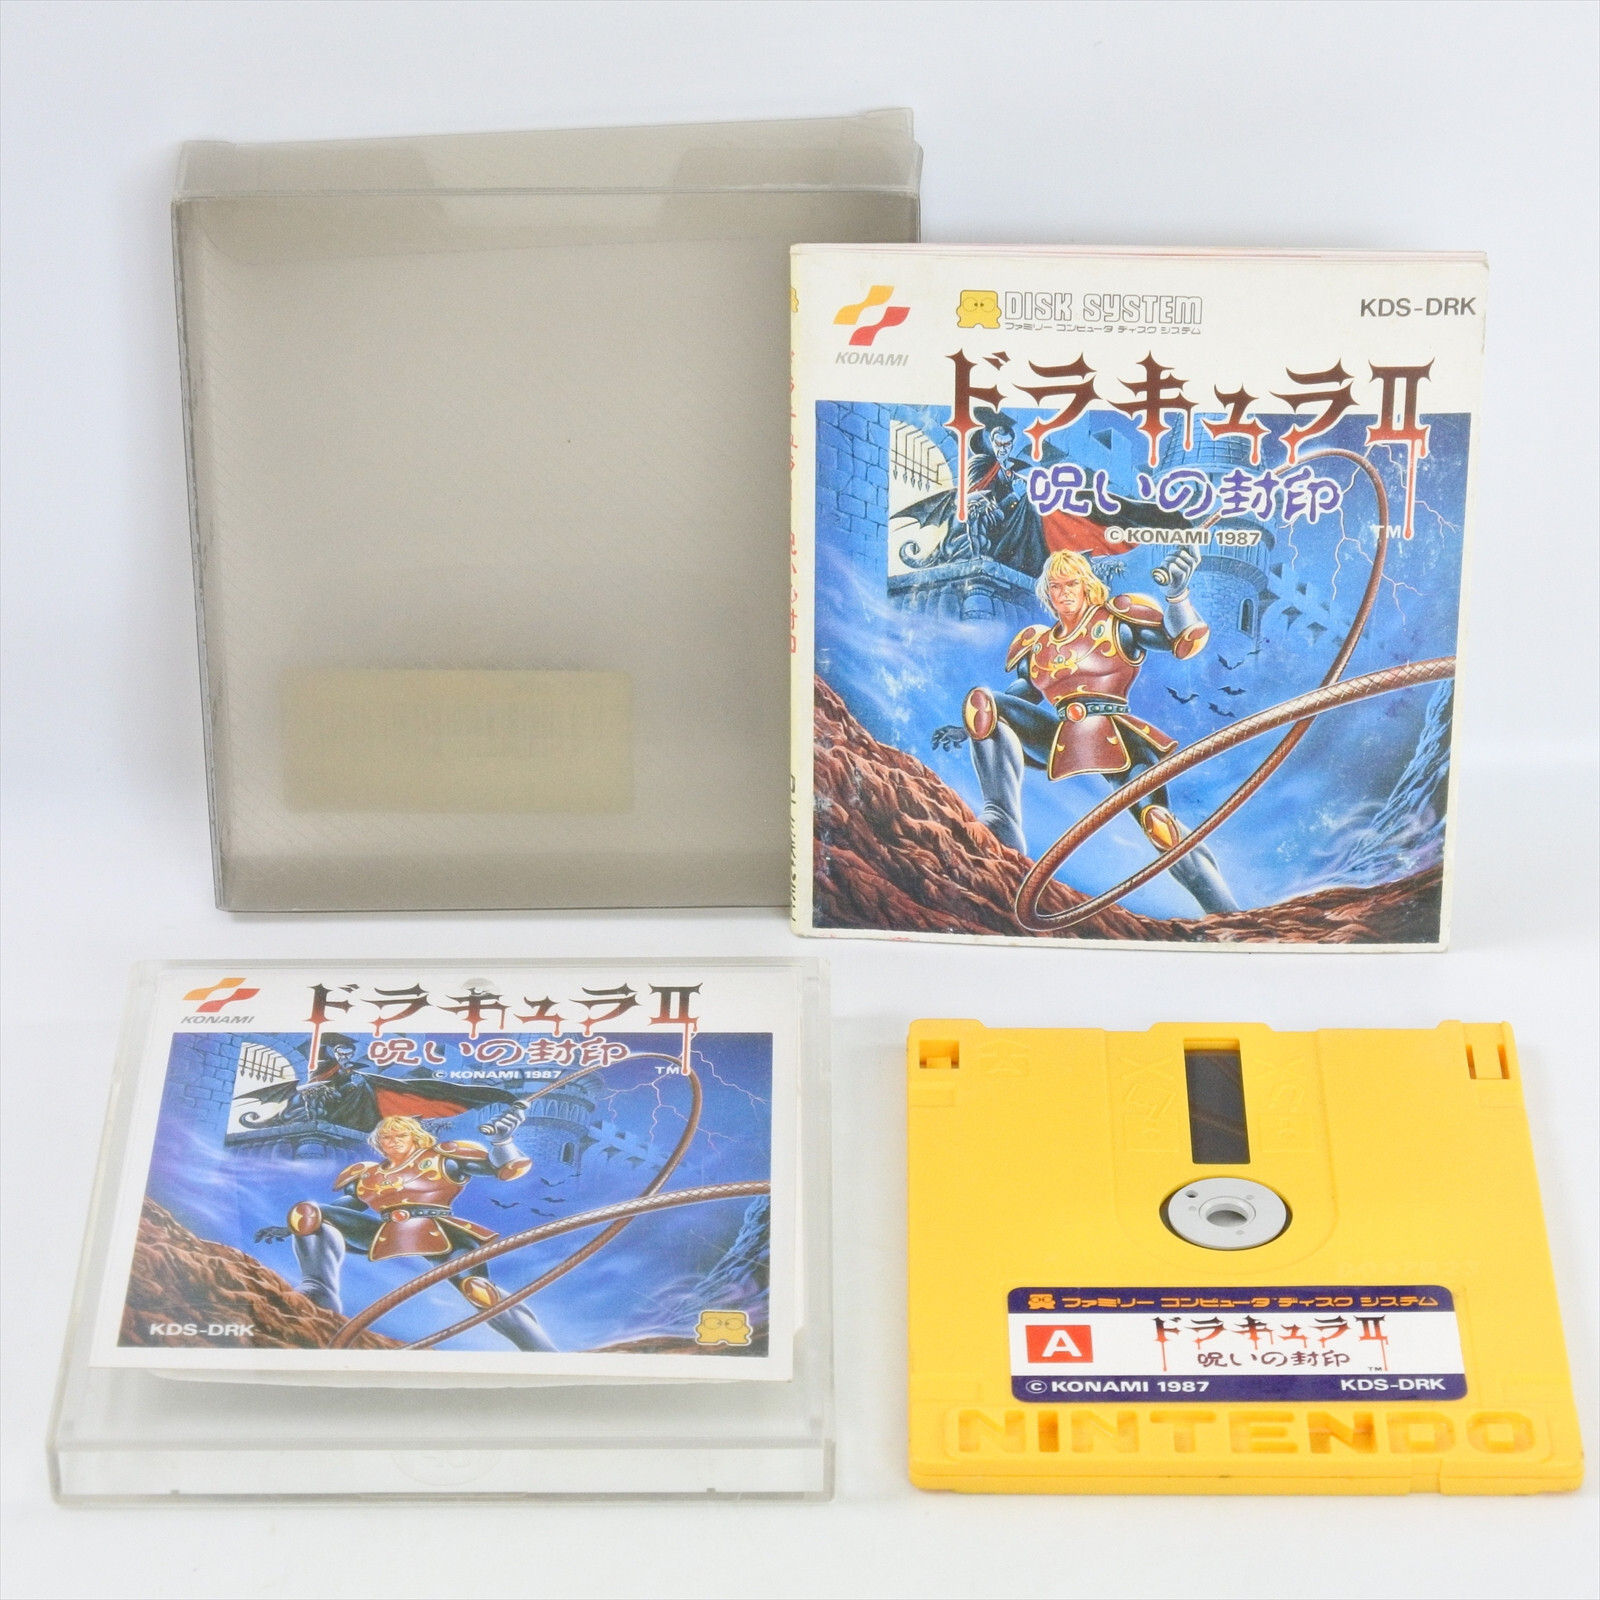 KONAMI
DISK SYSTEM
ファミリー コンピュータ ディスク システム
KDS-DRK
ドラキュラII
呪いの封印
© KONAMI 1987
TM
KONAMI
ドラキュラII
呪いの封印
© KONAMI 1987
TM
KDS-DRK
ファミリー コンピュータ ディスク システム
A
ドラキュラII
呪いの封印
TM
© KONAMI 1987
KDS-DRK
NINTENDO